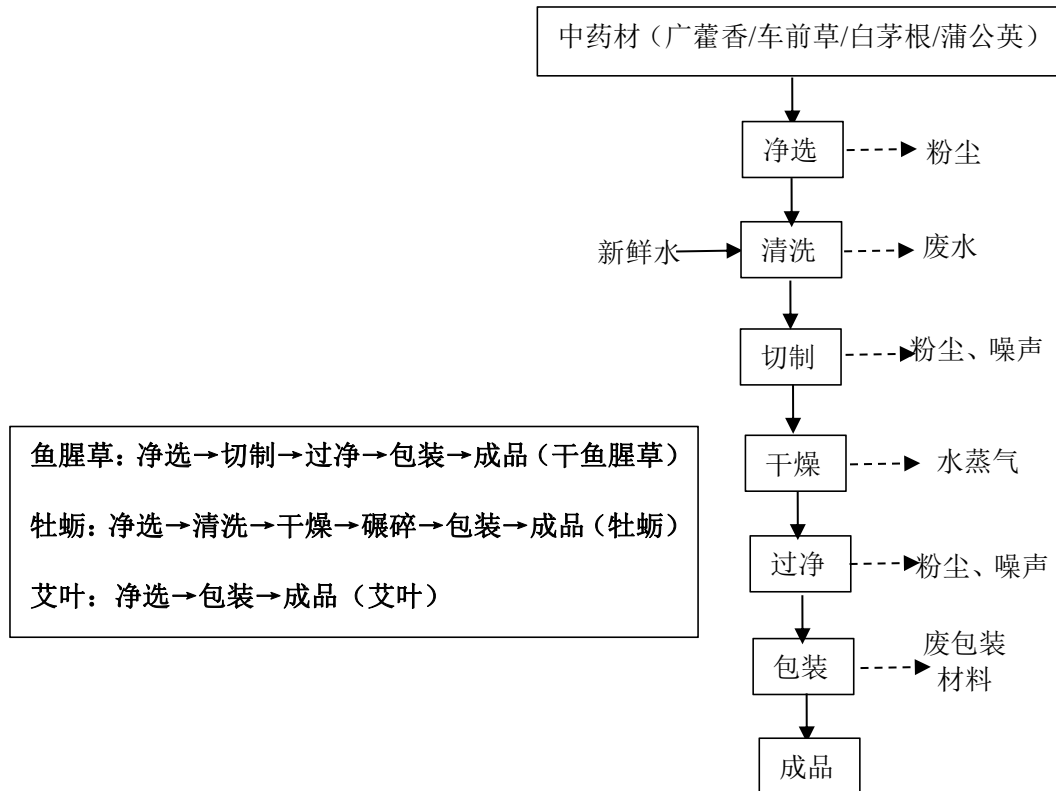 中药材（广藿香/车前草/白茅根/蒲公英）
净选
粉尘
新鲜水
清洗
废水
切制
粉尘、噪声
干燥
水蒸气
过净
粉尘、噪声
包装
废包装
材料
成品
鱼腥草：净选→切制→过净→包装→成品（干鱼腥草）
牡蛎：净选→清洗→干燥→碾碎→包装→成品（牡蛎）
艾叶：净选→包装→成品（艾叶）